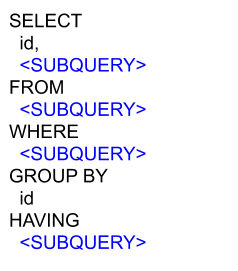 SELECT
id,
<SUBQUERY>
FROM
<SUBQUERY>
WHERE
<SUBQUERY>
GROUP BY
id
HAVING
<SUBQUERY>